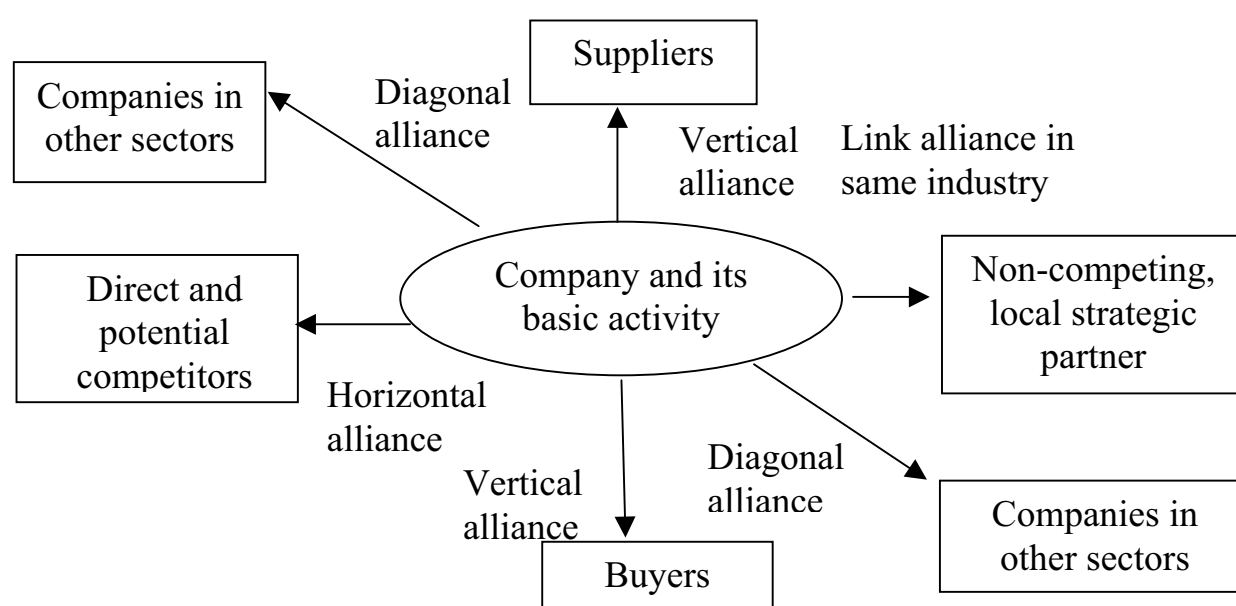 Suppliers
Companies in
other sectors
Diagonal
alliance
Vertical
alliance
Link alliance in
same industry
Company and its
basic activity
Direct and
potential
competitors
Non-competing,
local strategic
partner
Horizontal
alliance
Vertical
alliance
Diagonal
alliance
Companies in
other sectors
Buyers